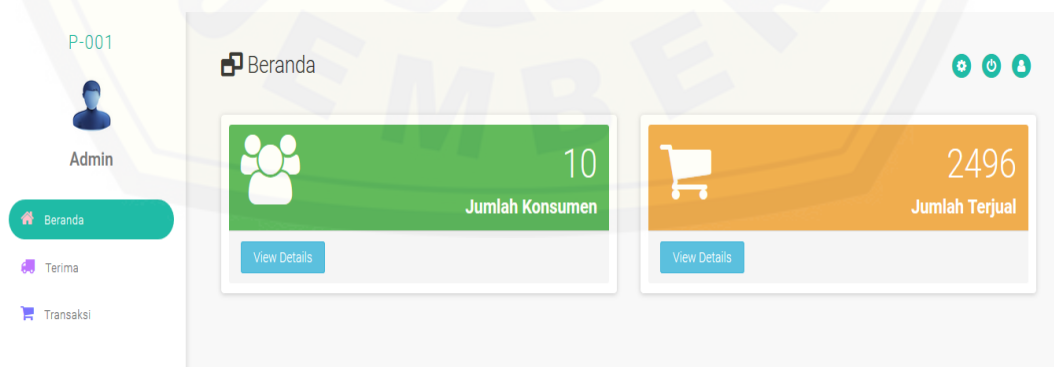 P-001
Admin
Beranda
Terima
Transaksi
Beranda
10
Jumlah Konsumen
View Details
2496
Jumlah Terjual
View Details